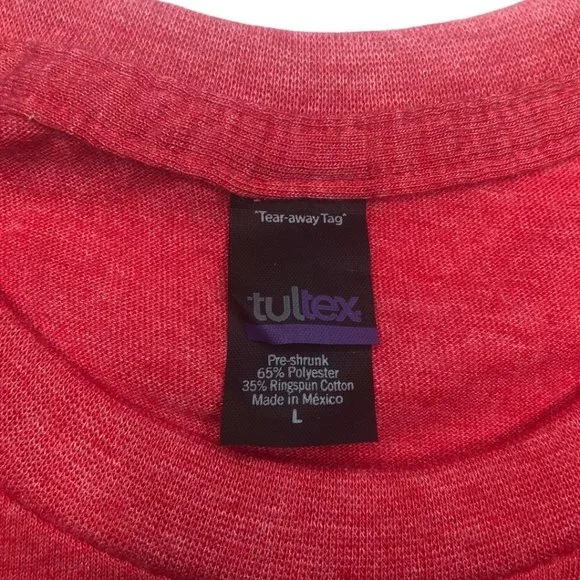 "Tear-away Tag"
tultex®
Pre-shrunk
65% Polyester
35% Ringspun Cotton
Made in México
L